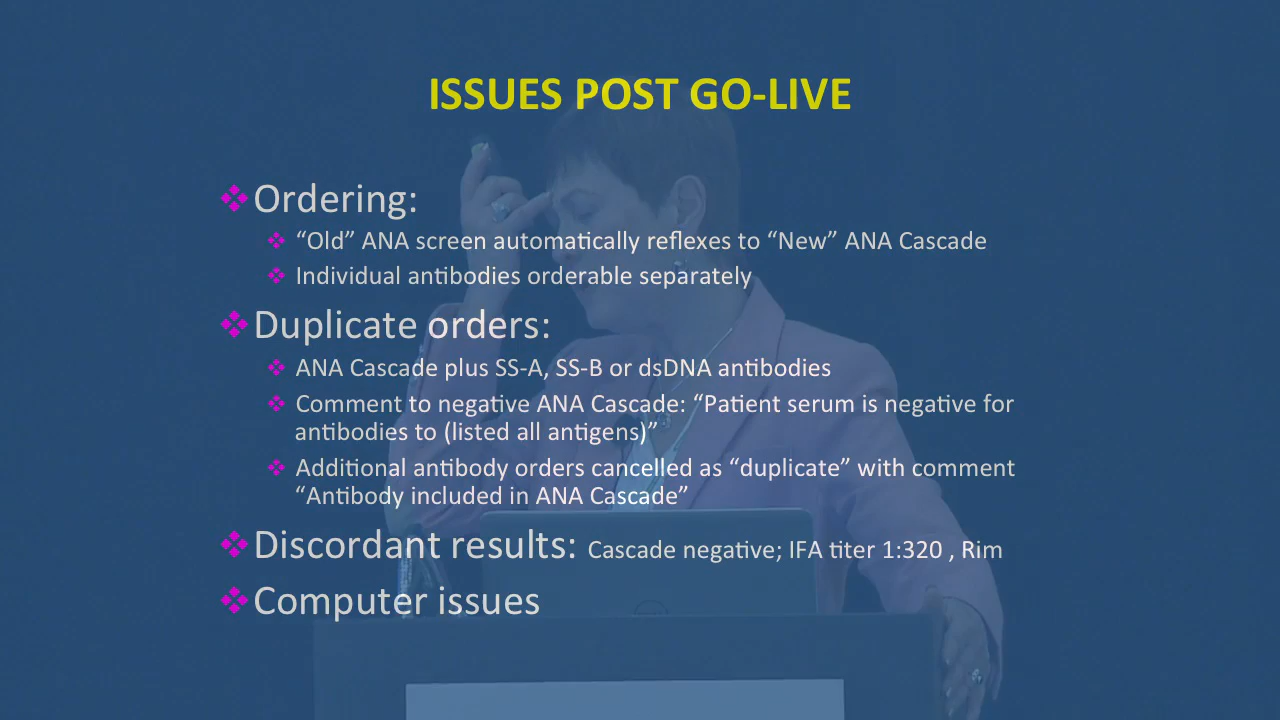 ISSUES POST GO-LIVE
❖Ordering:
❖ “Old” ANA screen automatically reflexes to “New” ANA Cascade
❖ Individual antibodies orderable separately
❖Duplicate orders:
❖ ANA Cascade plus SS-A, SS-B or dsDNA antibodies
❖ Comment to negative ANA Cascade: “Patient serum is negative for
antibodies to (listed all antigens)”
❖ Additional antibody orders cancelled as “duplicate” with comment
“Antibody included in ANA Cascade”
❖Discordant results: Cascade negative; IFA titer 1:320 , Rim
❖Computer issues